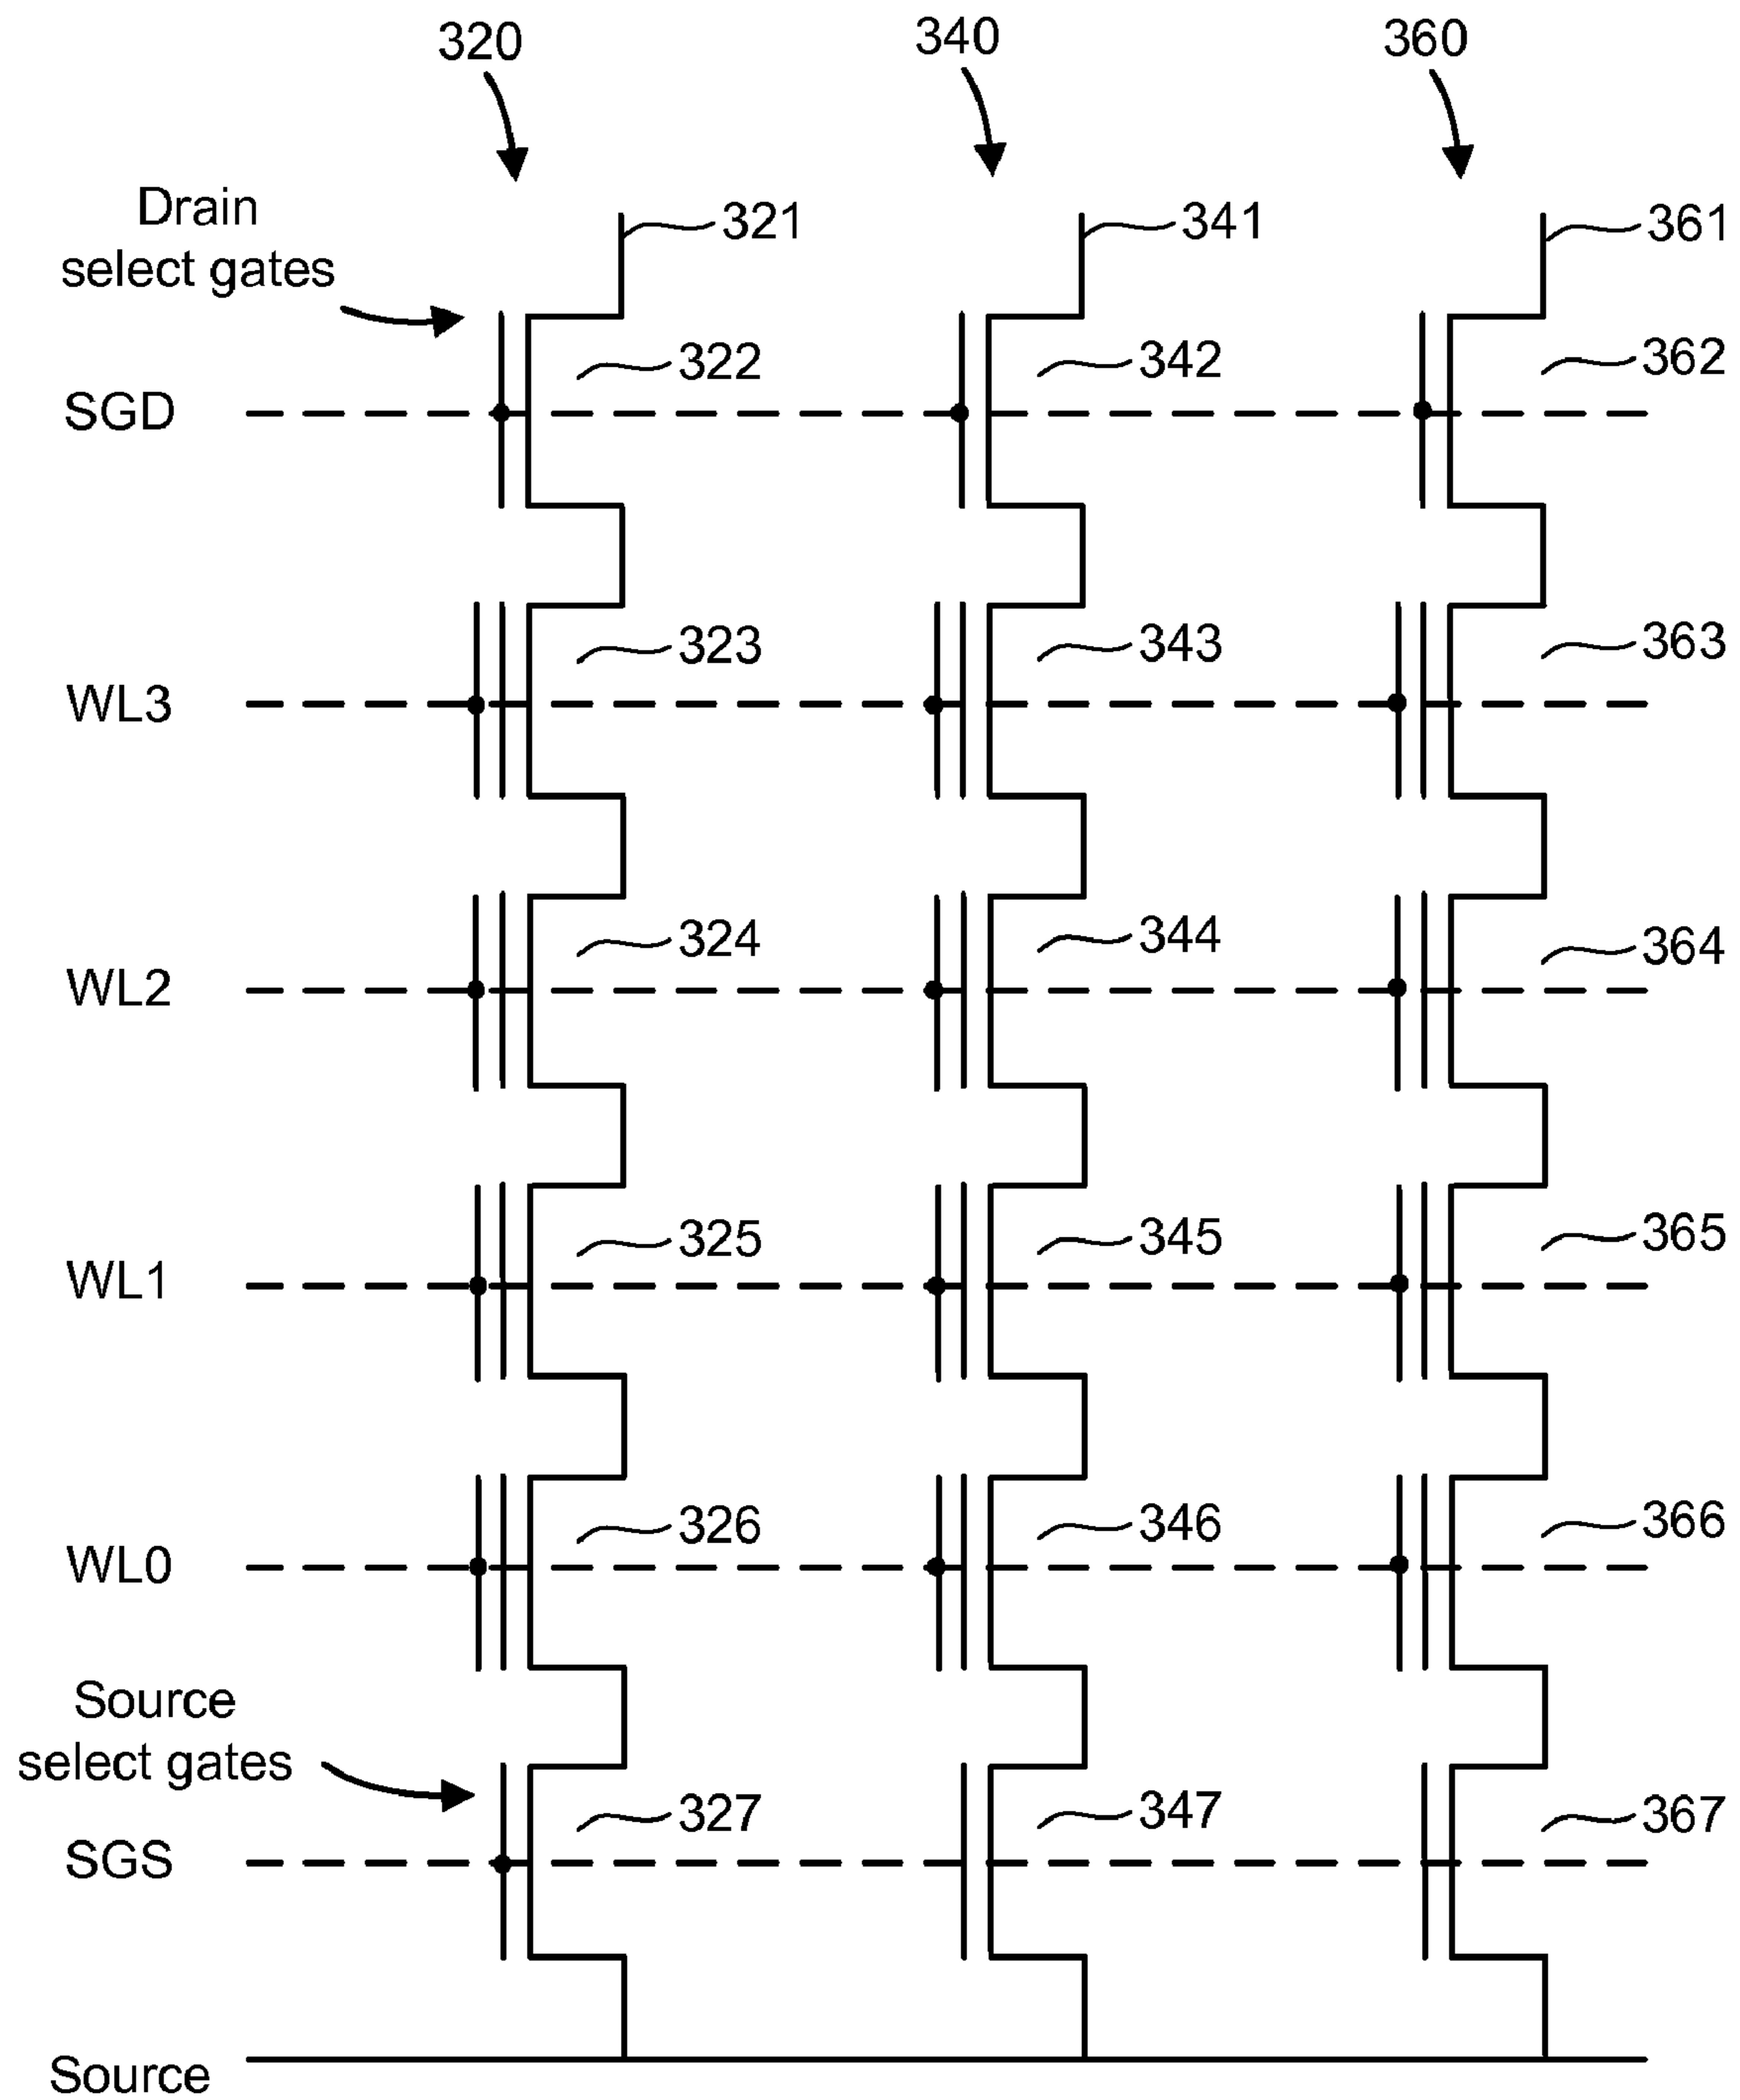 320 340 360
Drain
select gates
321 341 361
322 342 362
SGD
323 343 363
WL3
324 344 364
WL2
325 345 365
WL1
326 346 366
WL0
Source
select gates
327 347 367
SGS
Source